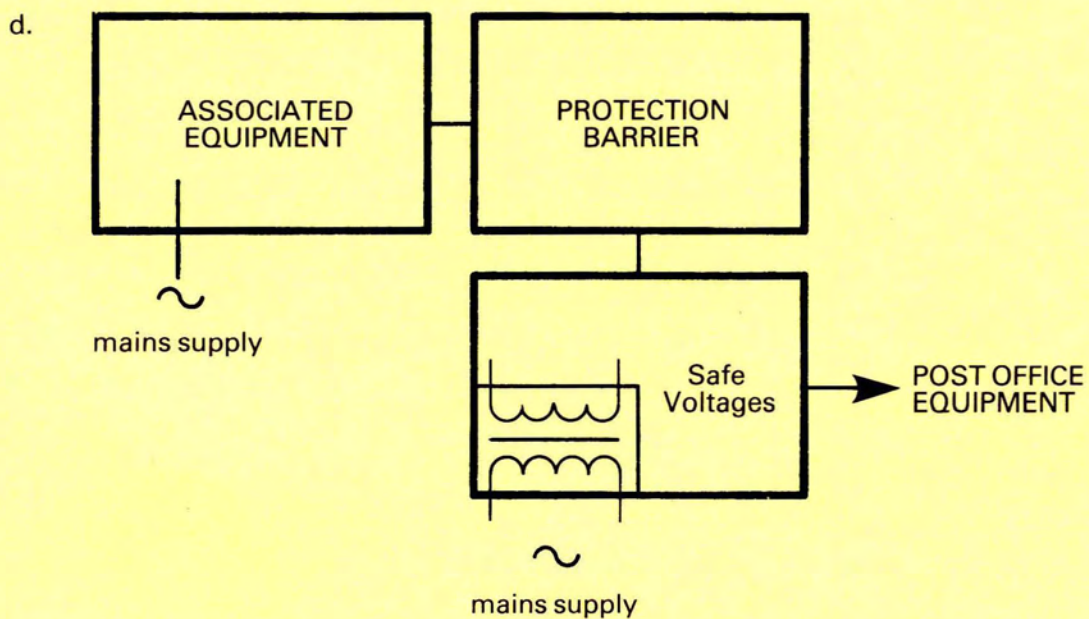 d.
ASSOCIATED
EQUIPMENT
PROTECTION
BARRIER
mains supply
Safe
Voltages
POST OFFICE
EQUIPMENT
mains supply